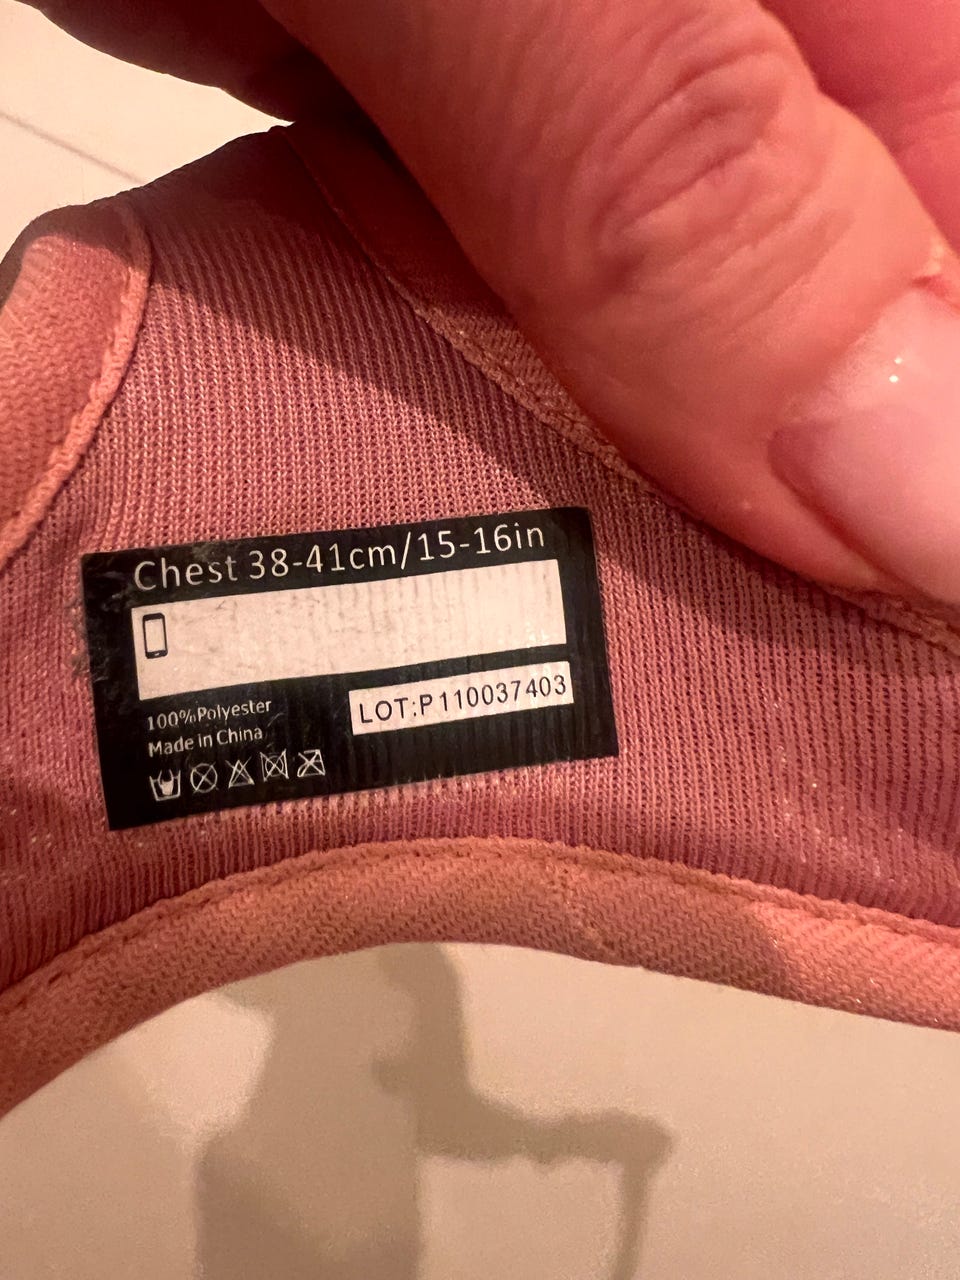 Chest 38-41cm/15-16in
LOT:P110037403
100%Polyester
Made in China